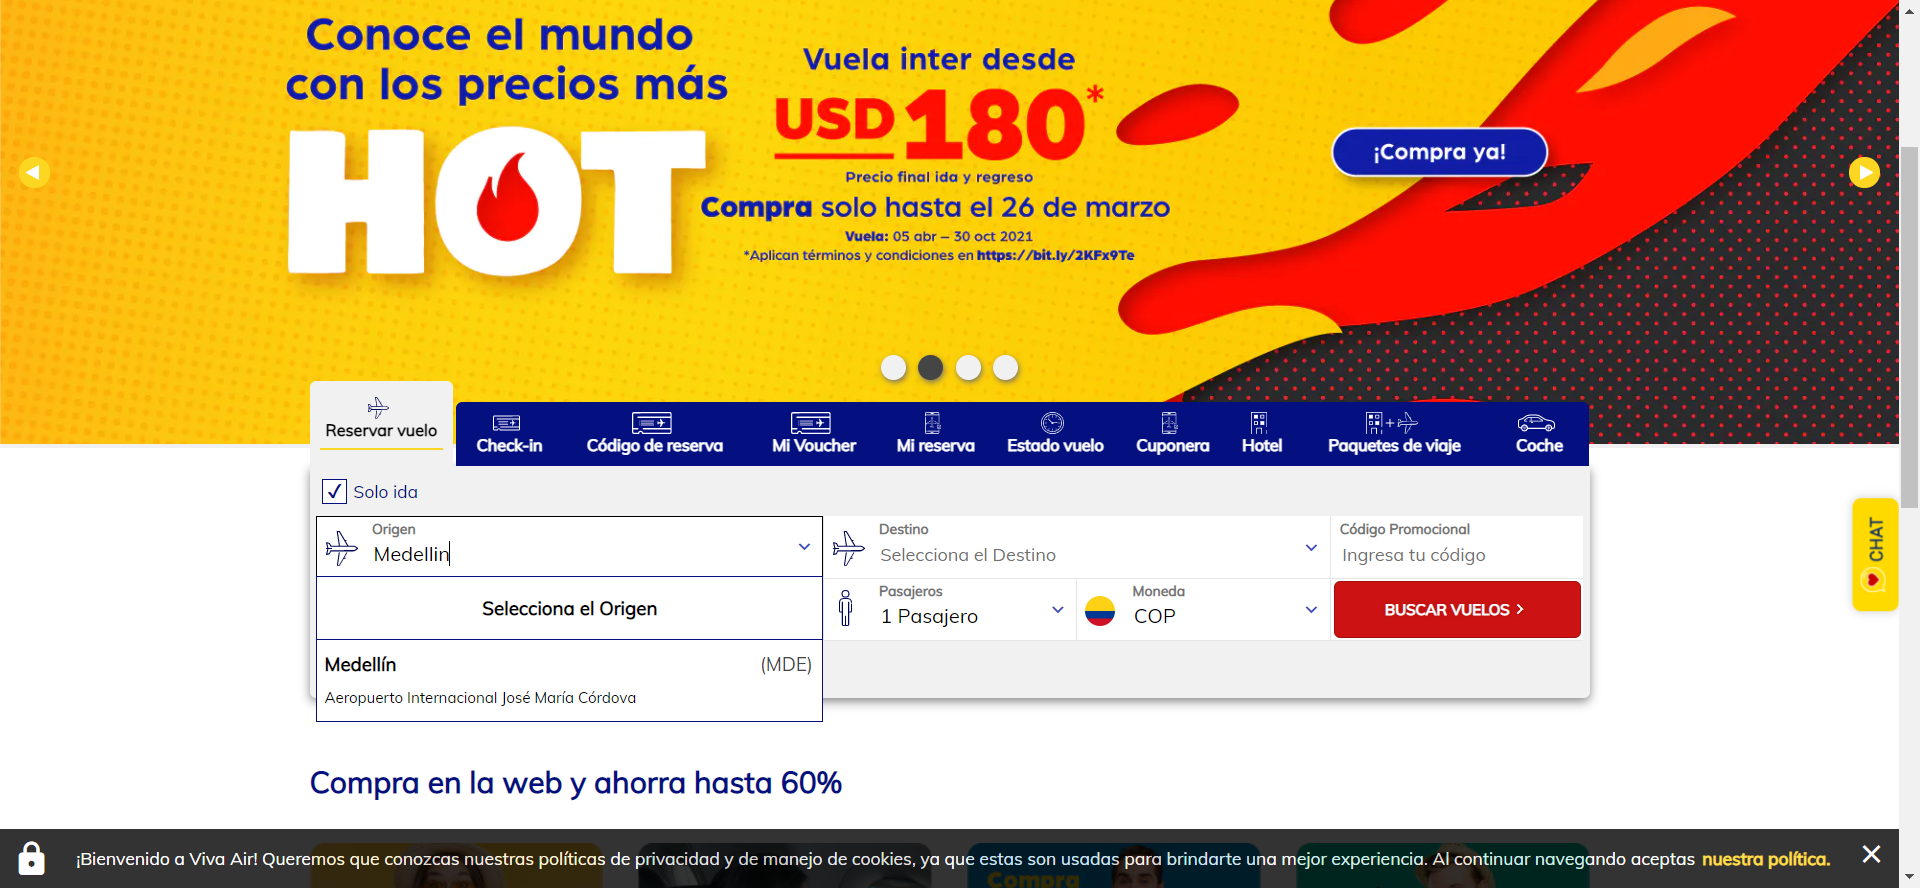 Conoce el mundo
con los precios más
HOT
Vuela inter desde
USD 180*
Precio final ida y regreso
Compra solo hasta el 26 de marzo
Vuela: 05 abr – 30 oct 2021
*Aplican términos y condiciones en https://bit.ly/2KFx9Te
¡Compra ya!
Reservar vuelo
Check-in
Código de reserva
Mi Voucher
Mi reserva
Estado vuelo
Cuponera
Hotel
Paquetes de viaje
Coche
Solo ida
Origen
Medellin
Destino
Selecciona el Destino
Código Promocional
Ingresa tu código
Selecciona el Origen
Pasajeros
1 Pasajero
Moneda
COP
BUSCAR VUELOS
Medellín (MDE)
Aeropuerto Internacional José María Córdova
CHAT
Compra en la web y ahorra hasta 60%
¡Bienvenido a Viva Air! Queremos que conozcas nuestras políticas de privacidad y de manejo de cookies, ya que estas son usadas para brindarte una mejor experiencia. Al continuar navegando aceptas nuestra política.
Compra